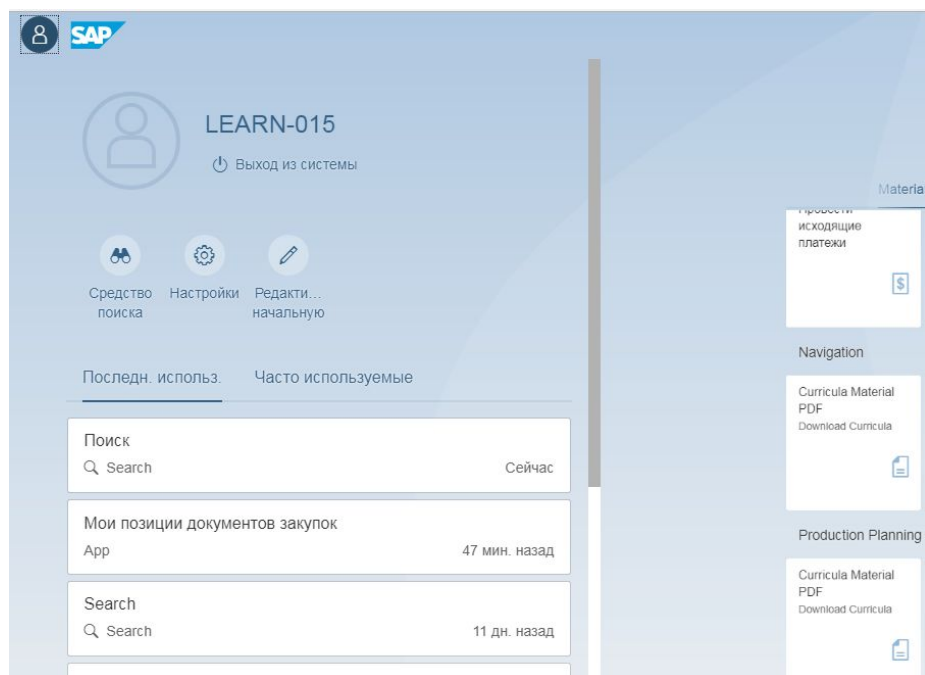 SAP
LEARN-015
Выход из системы
Средство
поиска
Настройки
Редакти...
начальную
Последн. использ.
Часто используемые
Поиск
Search
Сейчас
Мои позиции документов закупок
App
47 мин. назад
Search
Search
11 дн. назад
Materia
Провести
исходящие
платежи
$
Navigation
Curricula Material
PDF
Download Curricula
Production Planning
Curricula Material
PDF
Download Curricula